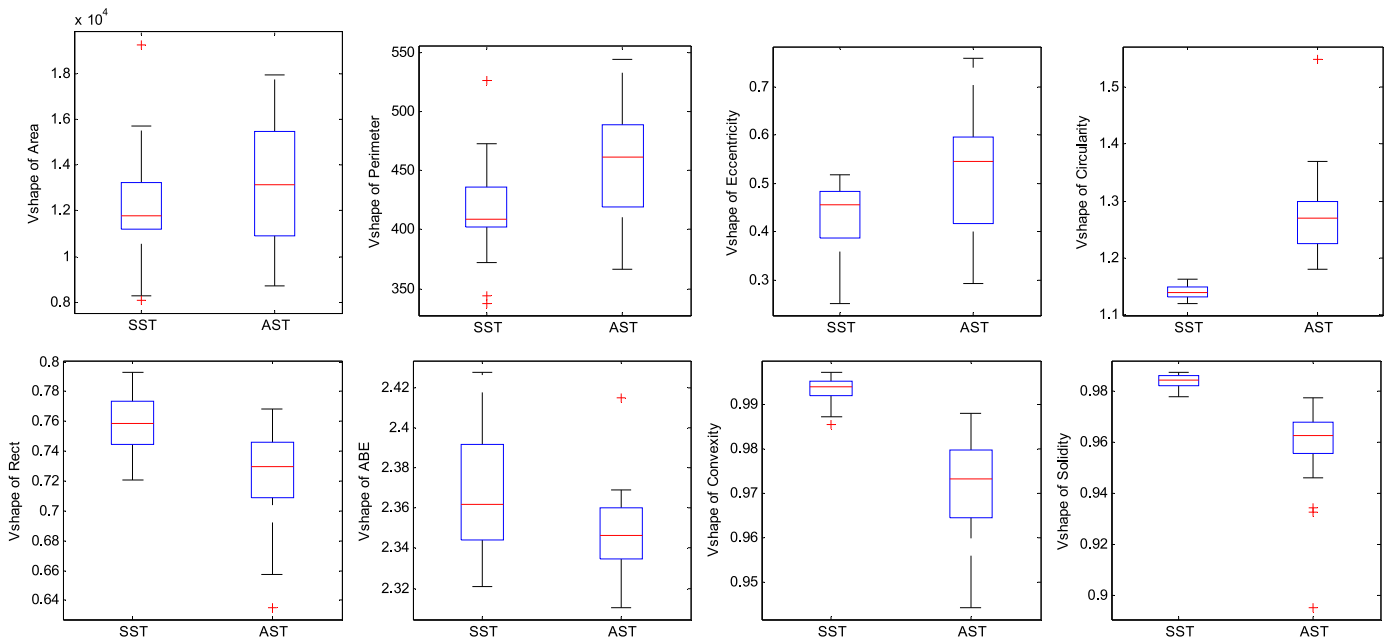 x 10⁴
1.8
1.6
1.4
1.2
1
0.8
Vshape of Area
SST
AST
550
500
450
400
350
Vshape of Perimeter
SST
AST
0.7
0.6
0.5
0.4
0.3
Vshape of Eccentricity
SST
AST
1.5
1.4
1.3
1.2
1.1
Vshape of Circularity
SST
AST
0.8
0.78
0.76
0.74
0.72
0.7
0.68
0.66
0.64
Vshape of Rect
SST
AST
2.42
2.4
2.38
2.36
2.34
2.32
Vshape of ABE
SST
AST
0.99
0.98
0.97
0.96
0.95
Vshape of Convexity
SST
AST
0.98
0.96
0.94
0.92
0.9
Vshape of Solidity
SST
AST